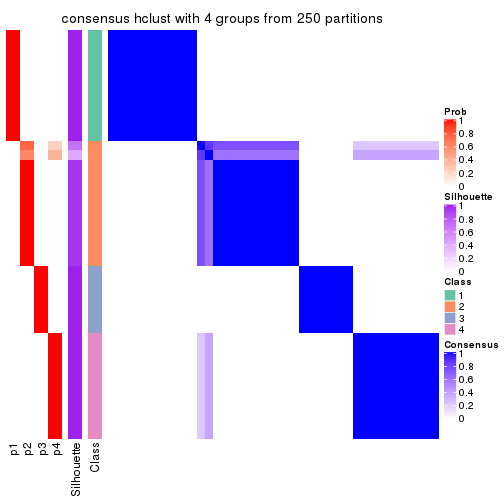 consensus hclust with 4 groups from 250 partitions
Prob
1
0.8
0.6
0.4
0.2
0
Silhouette
1
0.8
0.6
0.4
0.2
0
Class
1
2
3
4
Consensus
1
0.8
0.6
0.4
0.2
0
p1
p2
p3
p4
Silhouette
Class